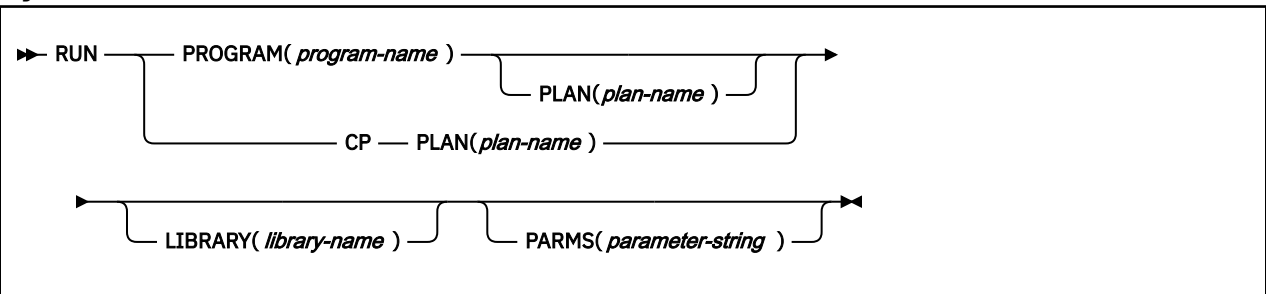 RUN PROGRAM( program-name )
PLAN(plan-name )
CP PLAN(plan-name )
LIBRARY( library-name ) PARMS( parameter-string )